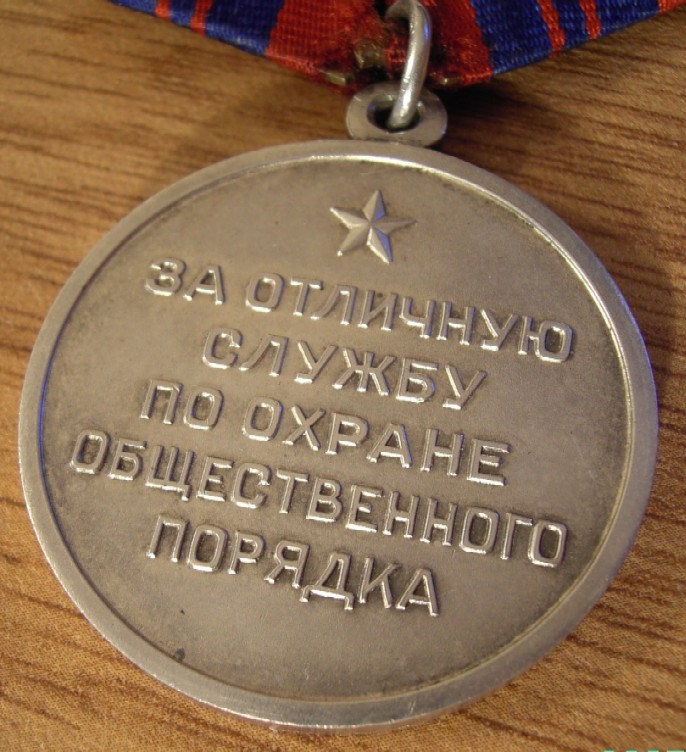 ЗА ОТЛИЧНУЮ
СЛУЖБУ
ПО ОХРАНЕ
ОБЩЕСТВЕННОГО
ПОРЯДКА